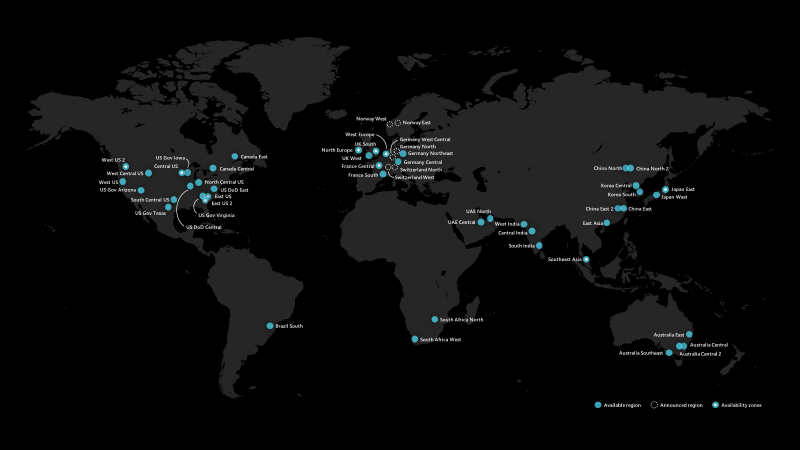 Norway West
Norway East
West Europe
Germany West Central
UK South
Germany North
North Europe
Germany Northeast
UK West
Germany Central
France Central
Switzerland North
France South
Switzerland West
Canada East
US Gov Iowa
West US 2
Central US
Canada Central
West Central US
West US
North Central US
US Gov Arizona
US DoD East
South Central US
East US
East US 2
US Gov Texas
US Gov Virginia
US DoD Central
China North
China North 2
Korea Central
Japan East
Korea South
Japan West
UAE North
China East 2
China East
UAE Central
West India
East Asia
Central India
South India
Southeast Asia
Brazil South
South Africa North
South Africa West
Australia East
Australia Central
Australia Southeast
Australia Central 2
Available region
Announced region
Availability zones